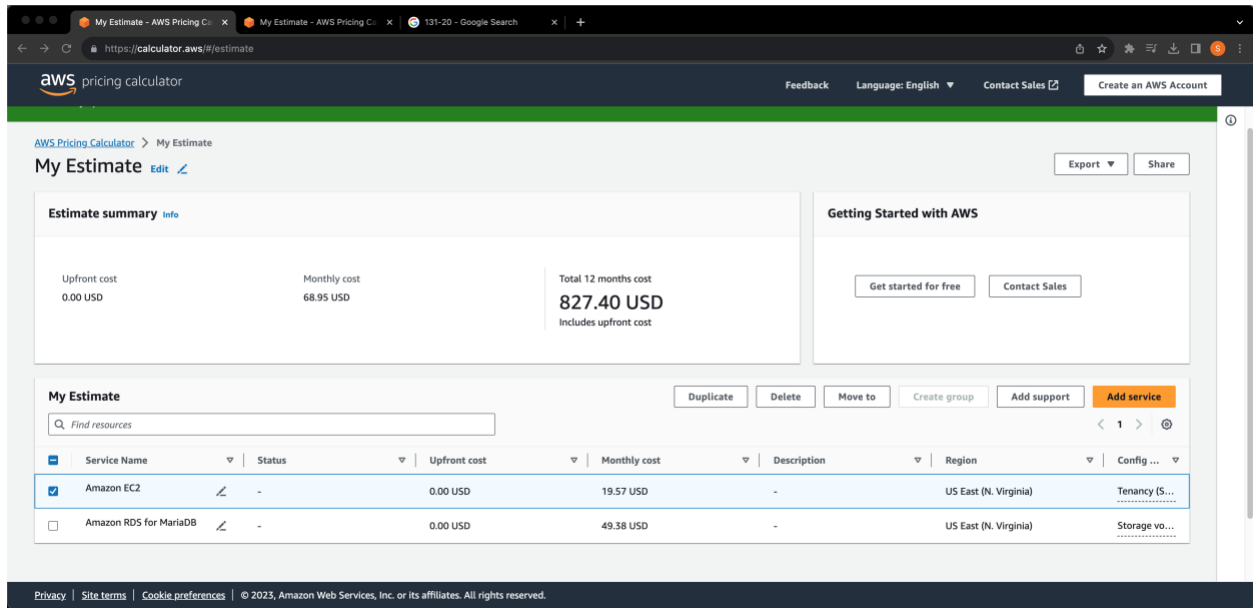 My Estimate - AWS Pricing Ca
My Estimate - AWS Pricing Ca
131-20 - Google Search
https://calculator.aws/#/estimate
S
aws pricing calculator
Feedback
Language: English
Contact Sales
Create an AWS Account
AWS Pricing Calculator > My Estimate
My Estimate Edit
Export
Share
Estimate summary Info
Getting Started with AWS
Upfront cost
0.00 USD
Monthly cost
68.95 USD
Total 12 months cost
827.40 USD
Includes upfront cost
Get started for free
Contact Sales
My Estimate
Duplicate
Delete
Move to
Create group
Add support
Add service
Find resources
1
Service Name Status Upfront cost Monthly cost Description Region Config ...
Amazon EC2 - 0.00 USD 19.57 USD - US East (N. Virginia) Tenancy (S...
Amazon RDS for MariaDB - 0.00 USD 49.38 USD - US East (N. Virginia) Storage vo...
Privacy | Site terms | Cookie preferences | © 2023, Amazon Web Services, Inc. or its affiliates. All rights reserved.